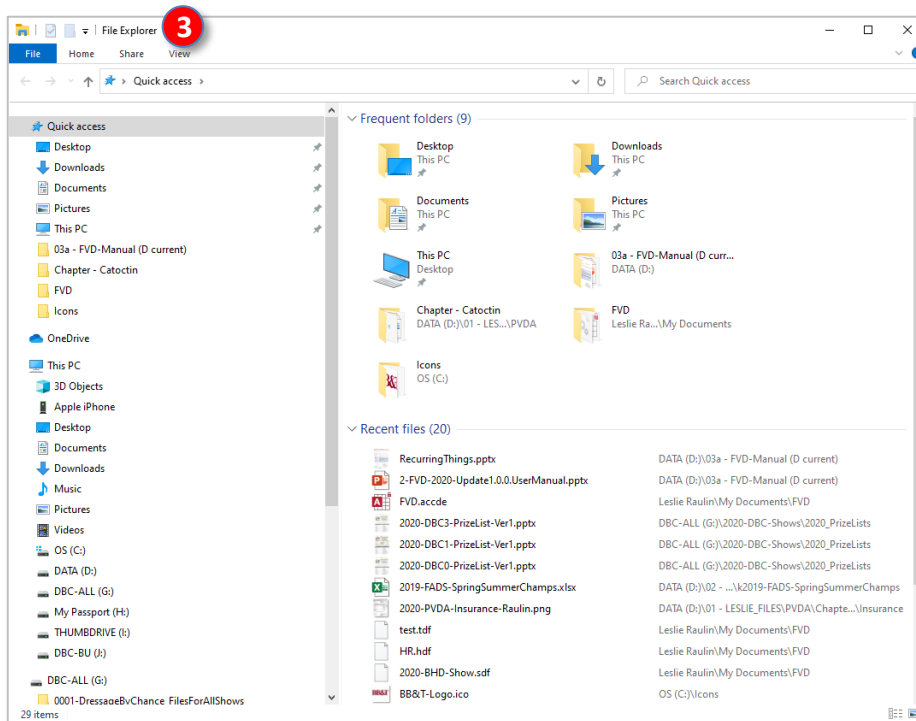 File Explorer
3
File Home Share View
Quick access
Search Quick access
Quick access
Desktop
Downloads
Documents
Pictures
This PC
03a - FVD-Manual (D current)
Chapter - Catoctin
FVD
Icons
OneDrive
This PC
3D Objects
Apple iPhone
Desktop
Documents
Downloads
Music
Pictures
Videos
OS (C:)
DATA (D:)
DBC-ALL (G:)
My Passport (H:)
THUMBDRIVE (I:)
DBC-BU (J:)
DBC-ALL (G:)
0001-DressageByChance FilesForAllShows
29 items
Frequent folders (9)
Desktop
This PC
Downloads
This PC
Documents
This PC
Pictures
This PC
This PC
Desktop
03a - FVD-Manual (D curr...
DATA (D:)
Chapter - Catoctin
DATA (D:)\01 - LES...\PVDA
FVD
Leslie Ra...\My Documents
Icons
OS (C:)
Recent files (20)
RecurringThings.pptx DATA (D:)\03a - FVD-Manual (D current)
2-FVD-2020-Update1.0.0.UserManual.pptx DATA (D:)\03a - FVD-Manual (D current)
FVD.accde Leslie Raulin\My Documents\FVD
2020-DBC3-PrizeList-Ver1.pptx DBC-ALL (G:)\2020-DBC-Shows\2020_PrizeLists
2020-DBC1-PrizeList-Ver1.pptx DBC-ALL (G:)\2020-DBC-Shows\2020_PrizeLists
2020-DBC0-PrizeList-Ver1.pptx DBC-ALL (G:)\2020-DBC-Shows\2020_PrizeLists
2019-FADS-SpringSummerChamps.xlsx DATA (D:)\02 - ...\k2019-FADS-SpringSummerChamps
2020-PVDA-Insurance-Raulin.png DATA (D:)\01 - LESLIE_FILES\PVDA\Chapte...\Insurance
test.tdf Leslie Raulin\My Documents\FVD
HR.hdf Leslie Raulin\My Documents\FVD
2020-BHD-Show.sdf Leslie Raulin\My Documents\FVD
BB&T-Logo.ico OS (C:)\Icons